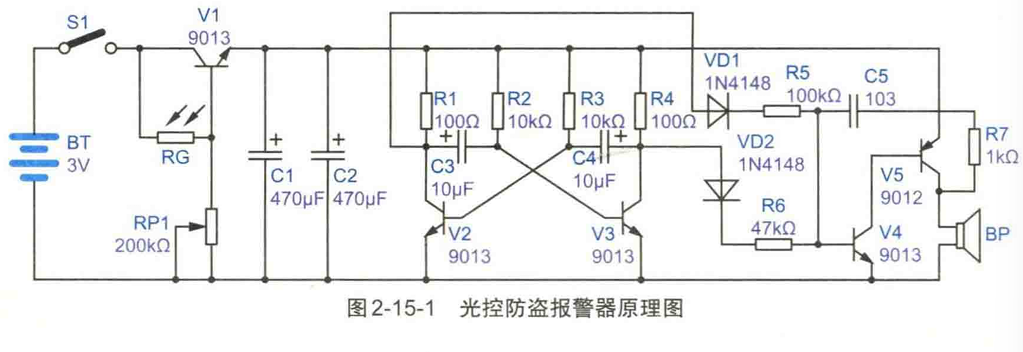 S1
V1
9013
BT
3V
RG
RP1
200kΩ
C1
470μF
C2
470μF
R1
100Ω
R2
10kΩ
R3
10kΩ
R4
100Ω
C3
10μF
C4
10μF
V2
9013
V3
9013
VD1
1N4148
VD2
1N4148
R5
100kΩ
R6
47kΩ
C5
103
R7
1kΩ
V5
9012
V4
9013
BP
图2-15-1 光控防盗报警器原理图